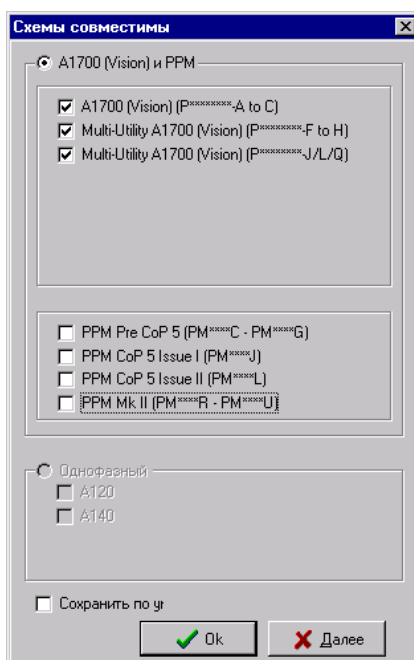 Схемы совместимы
A1700 (Vision) и PPM
A1700 (Vision) (P********-A to C)
Multi-Utility A1700 (Vision) (P********-F to H)
Multi-Utility A1700 (Vision) (P********-J/L/Q)
PPM Pre CoP 5 (PM****C - PM****G)
PPM CoP 5 Issue I (PM****J)
PPM CoP 5 Issue II (PM****L)
PPM Mk II (PM****R - PM****U)
Однофазный
A120
A140
Сохранить по уг
Ok
Далее